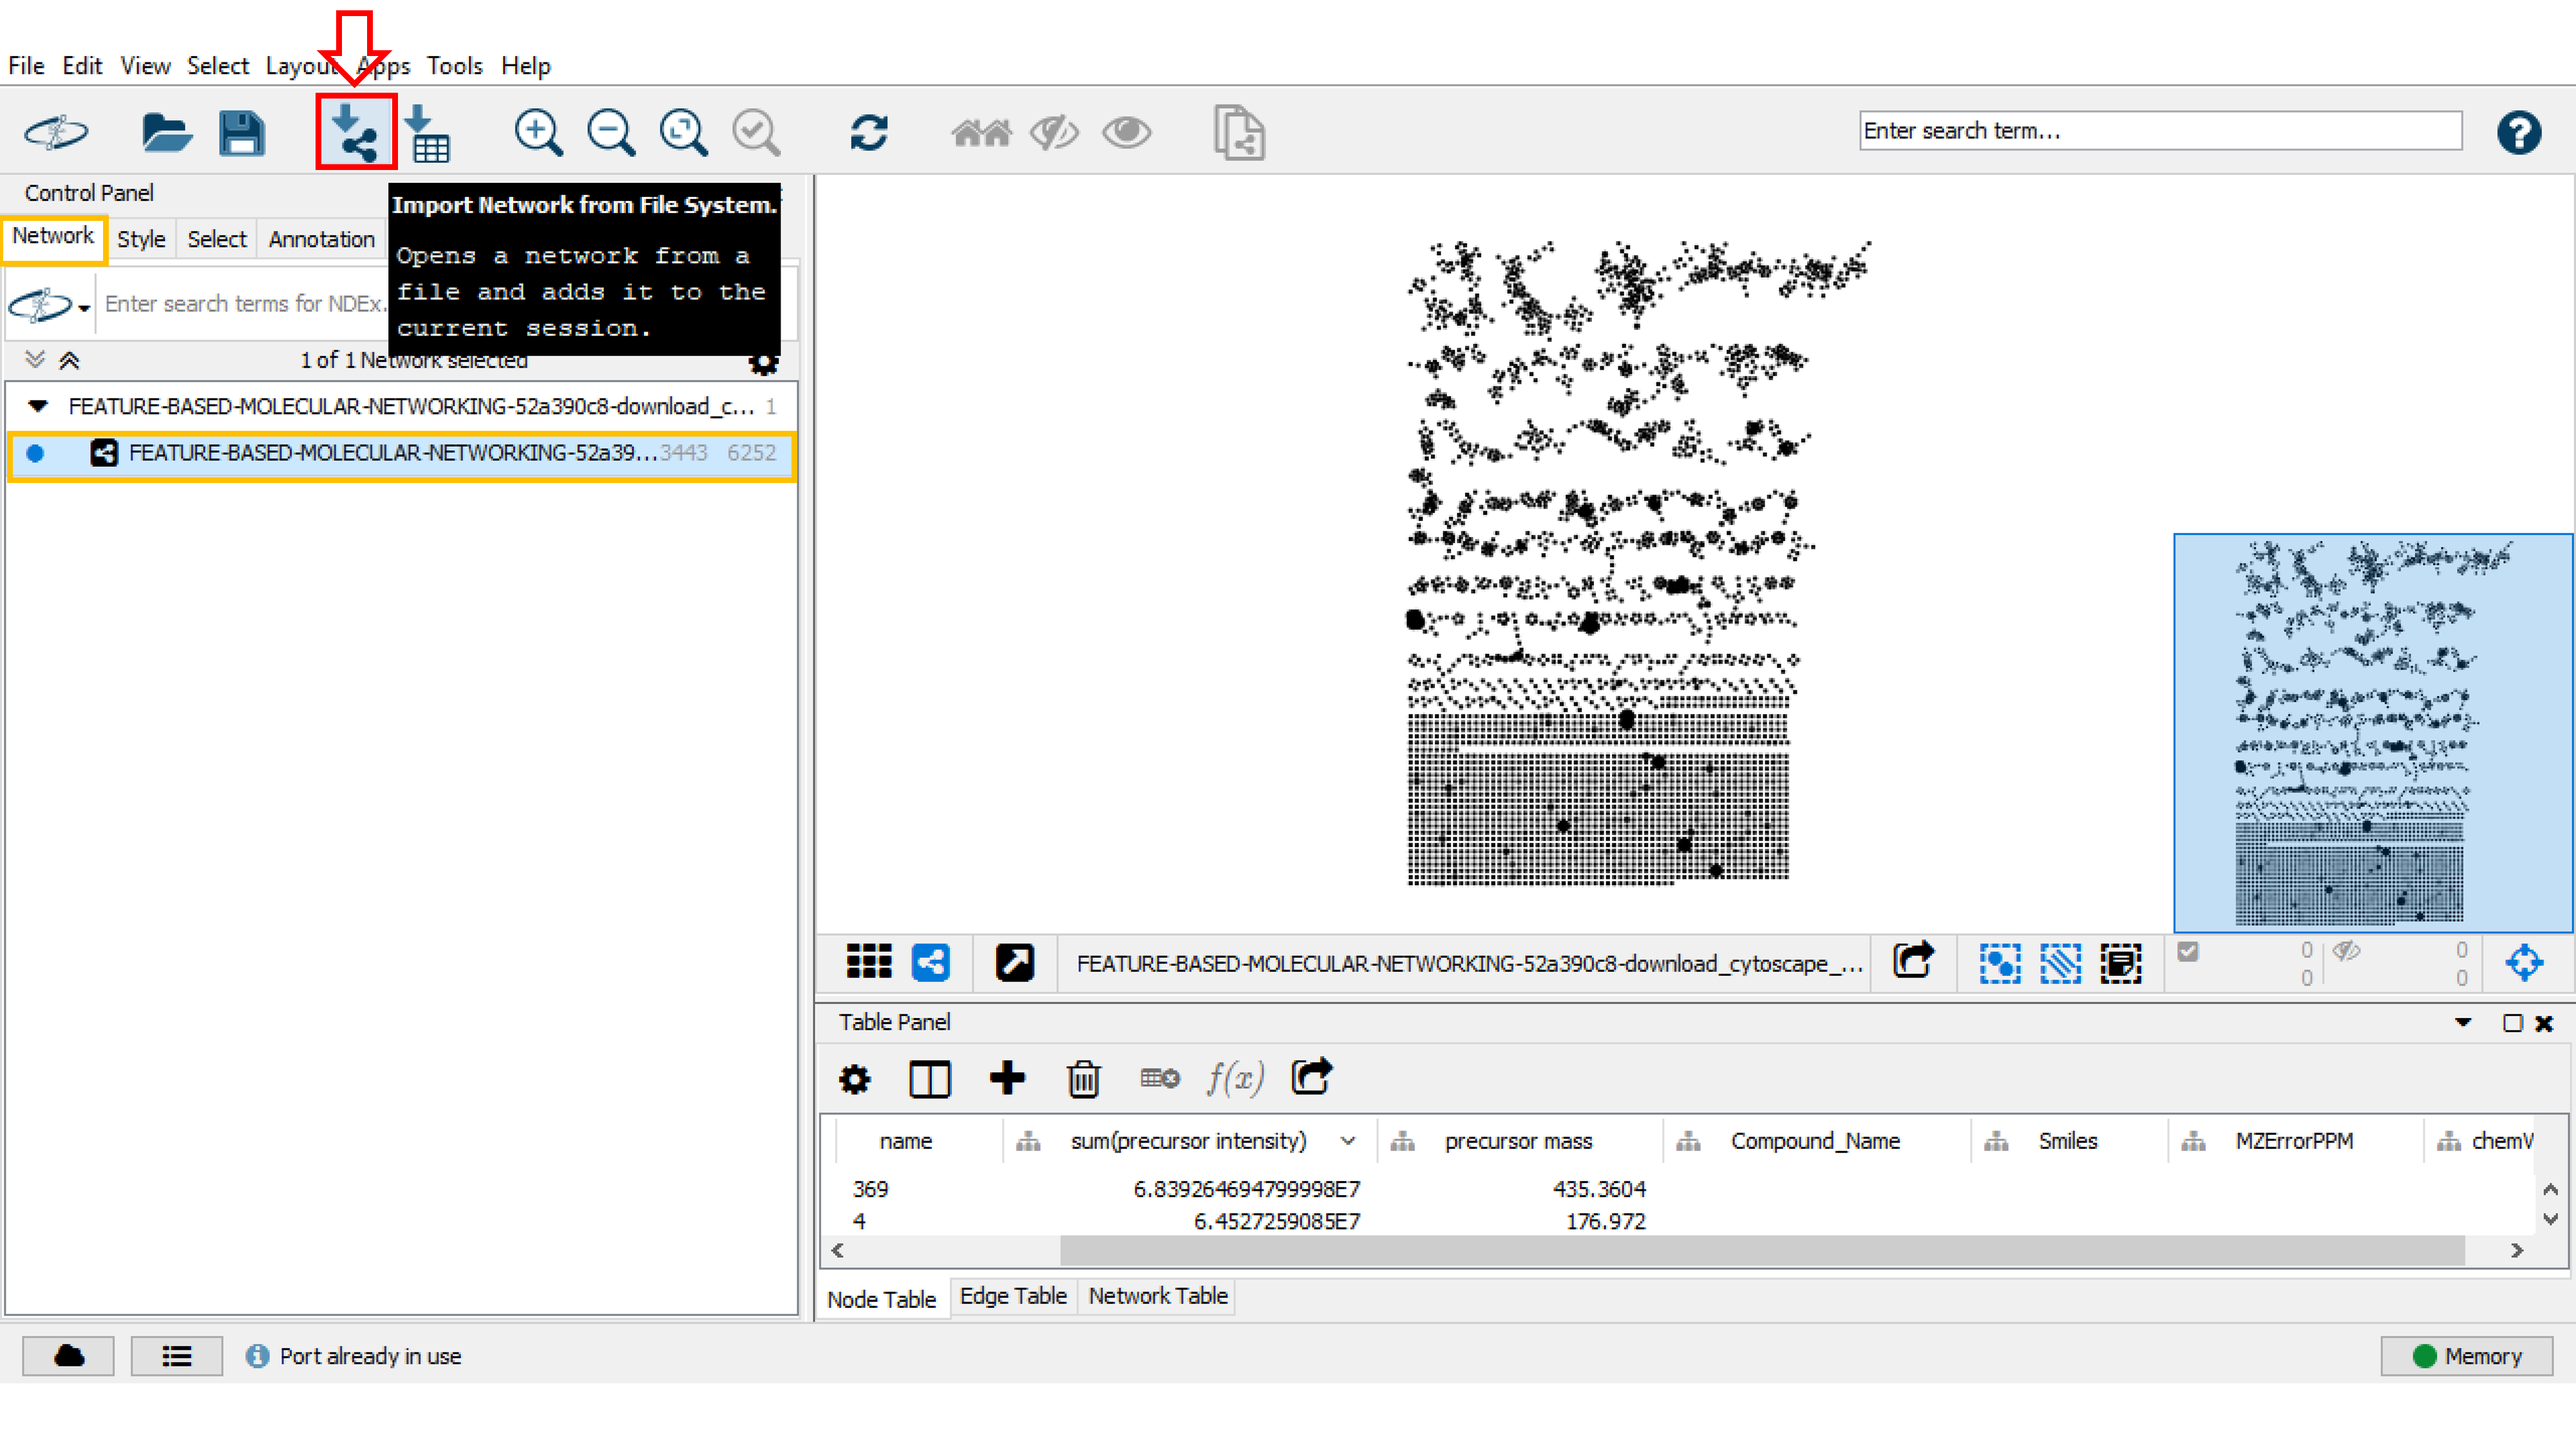 File Edit View Select Layout Apps Tools Help
Enter search term...
Control Panel
Import Network from File System.
Opens a network from a
file and adds it to the
current session.
Network Style Select Annotation
Enter search terms for NDEx.
1 of 1 Network selected
FEATURE-BASED-MOLECULAR-NETWORKING-52a390c8-download_c... 1
FEATURE-BASED-MOLECULAR-NETWORKING-52a39... 3443 6252
FEATURE-BASED-MOLECULAR-NETWORKING-52a390c8-download_cytoscape_...
0 0
0 0
Table Panel
f(x)
name sum(precursor intensity) precursor mass Compound_Name Smiles MZErrorPPM
369 6.839264694799998E7 435.3604
4 6.4527259085E7 176.972
Node Table Edge Table Network Table
Port already in use
Memory